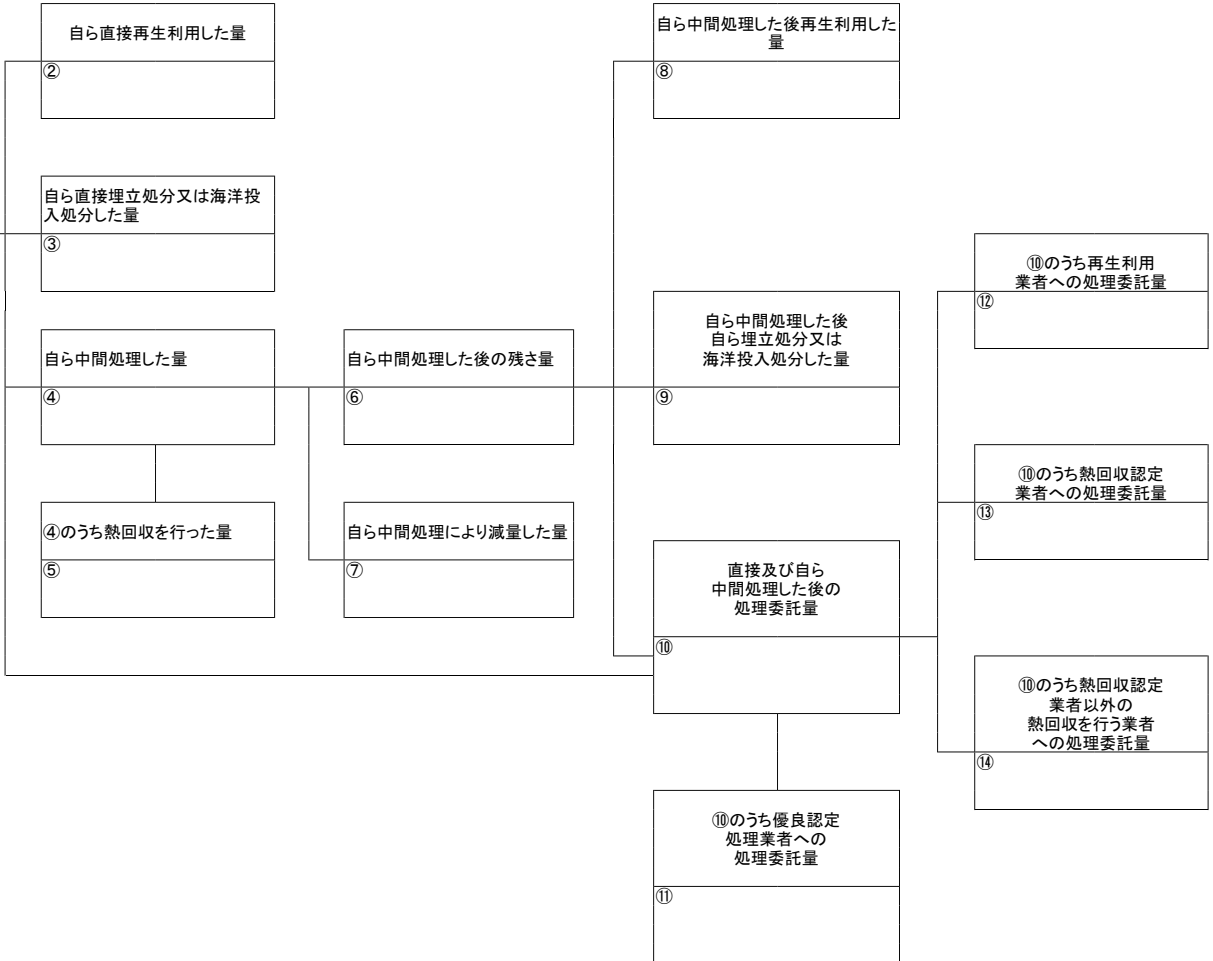 自ら直接再生利用した量
②
自ら中間処理した後再生利用した
量
⑧
自ら直接埋立処分又は海洋投
入処分した量
③
⑩のうち再生利用
業者への処理委託量
⑫
自ら中間処理した量
④
自ら中間処理した後の残さ量
⑥
自ら中間処理した後
自ら埋立処分又は
海洋投入処分した量
⑨
⑩のうち熱回収認定
業者への処理委託量
⑬
④のうち熱回収を行った量
⑤
自ら中間処理により減量した量
⑦
直接及び自ら
中間処理した後の
処理委託量
⑩
⑩のうち熱回収認定
業者以外の
熱回収を行う業者
への処理委託量
⑭
⑩のうち優良認定
処理業者への
処理委託量
⑪